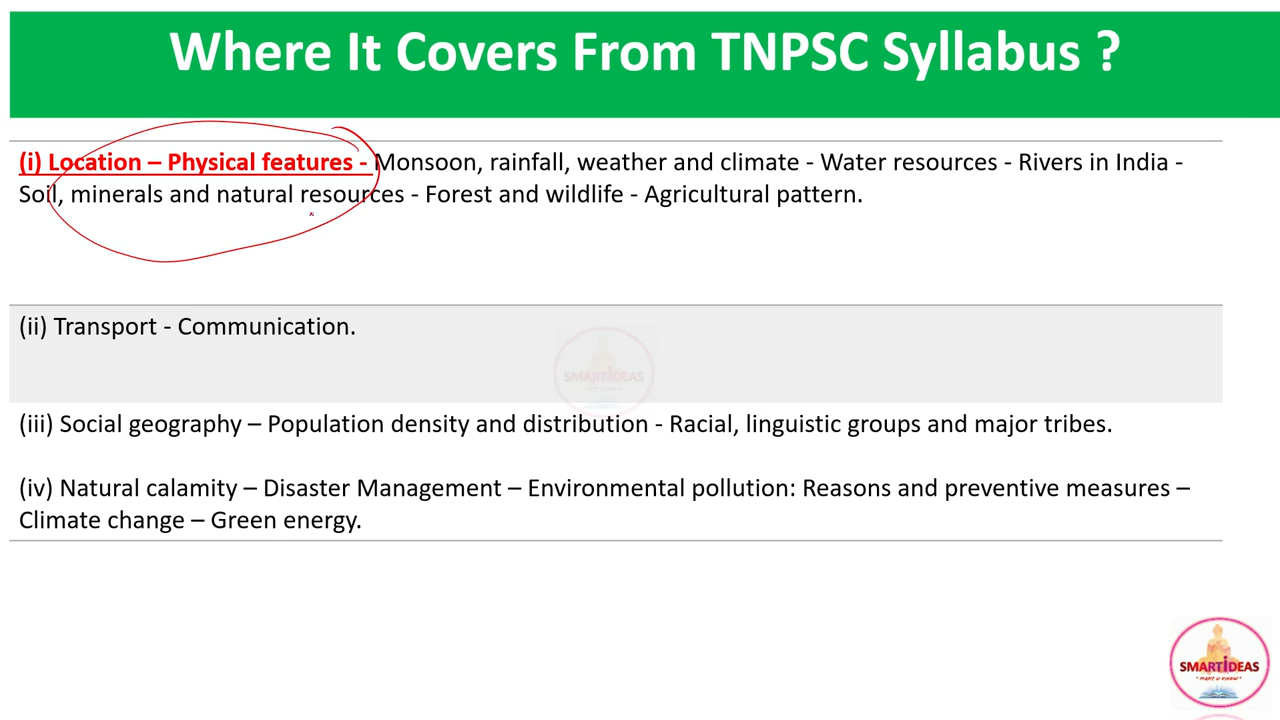 Where It Covers From TNPSC Syllabus ?
(i) Location – Physical features - Monsoon, rainfall, weather and climate - Water resources - Rivers in India -
Soil, minerals and natural resources - Forest and wildlife - Agricultural pattern.
(ii) Transport - Communication.
SMARTiDEAS
(iii) Social geography – Population density and distribution - Racial, linguistic groups and major tribes.
(iv) Natural calamity – Disaster Management – Environmental pollution: Reasons and preventive measures –
Climate change – Green energy.
SMARTiDEAS
" MAKE U KNOW "